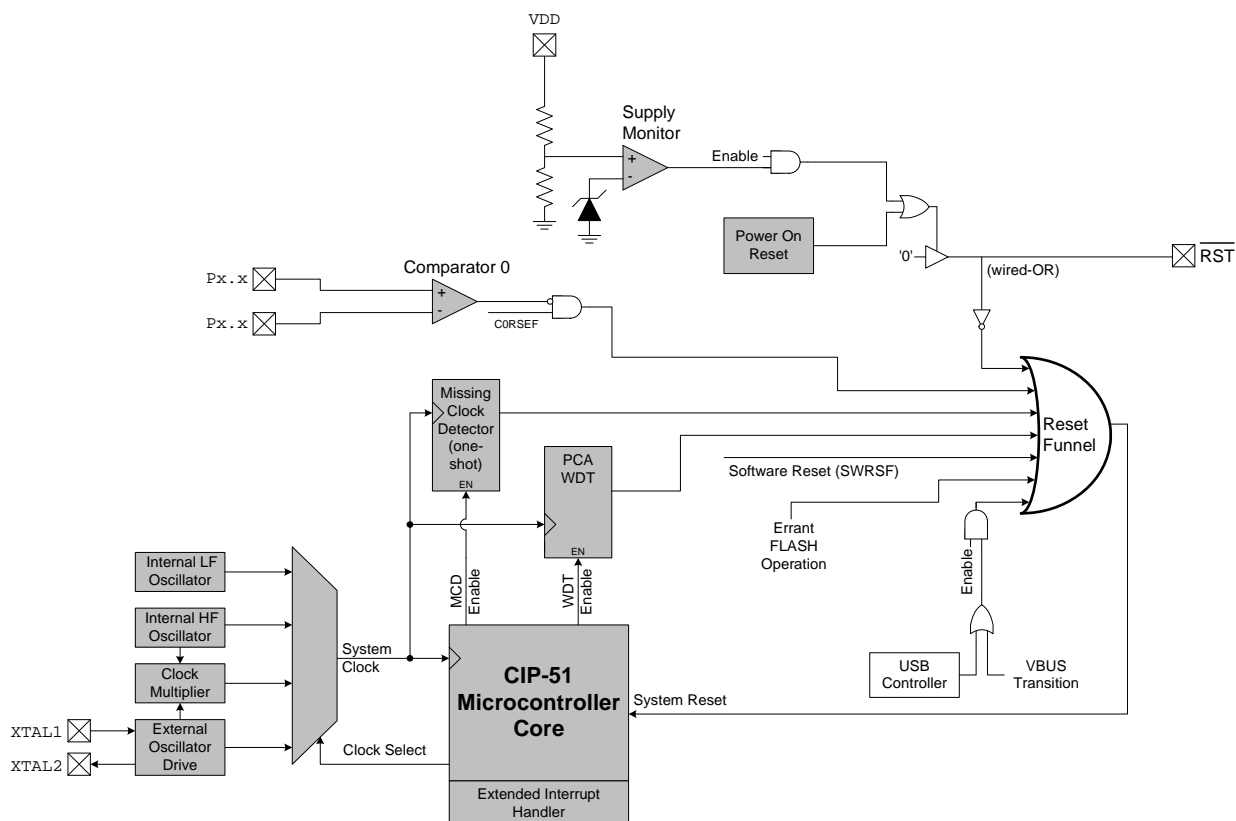 VDD
Supply
Monitor
+
-
Enable
Power On
Reset
'0'
(wired-OR)
RST
Px.x
Px.x
Comparator 0
+
-
C0RSEF
Missing
Clock
Detector
(one-
shot)
EN
PCA
WDT
EN
Software Reset (SWRSF)
Errant
FLASH
Operation
Reset
Funnel
Enable
USB
Controller
VBUS
Transition
Internal LF
Oscillator
Internal HF
Oscillator
Clock
Multiplier
External
Oscillator
Drive
XTAL1
XTAL2
System
Clock
Clock Select
MCD
Enable
WDT
Enable
CIP-51
Microcontroller
Core
System Reset
Extended Interrupt
Handler